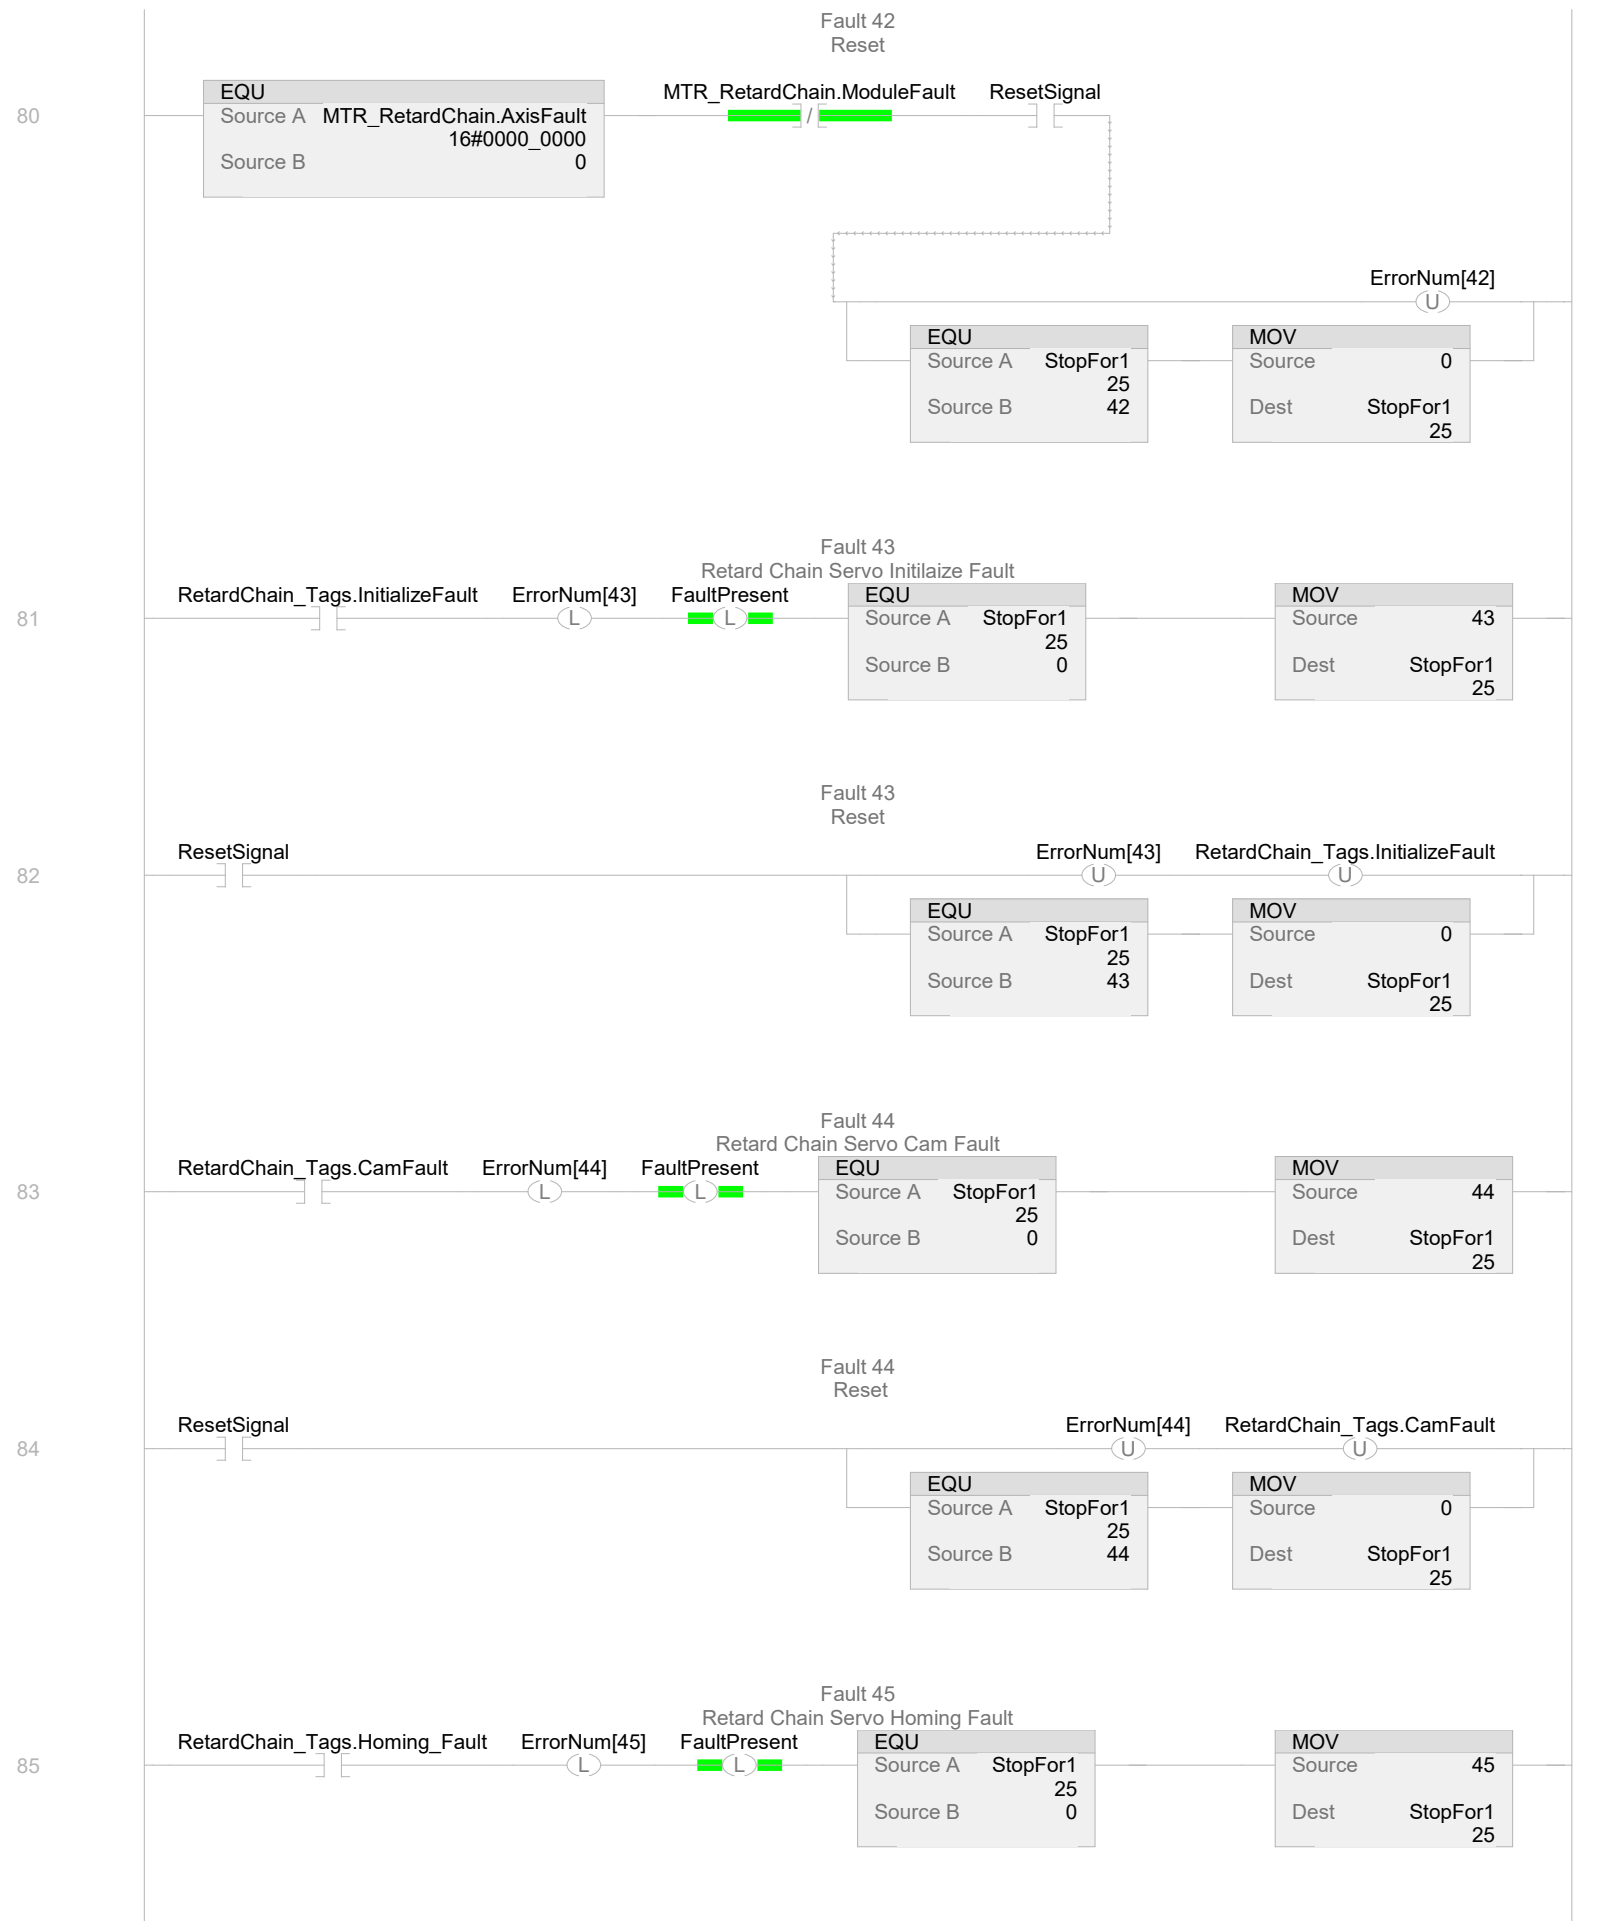 Fault 42
Reset
80
EQU
Source A MTR_RetardChain.AxisFault
16#0000_0000
Source B 0
MTR_RetardChain.ModuleFault
/
ResetSignal
ErrorNum[42]
U
EQU
Source A StopFor1
25
Source B 42
MOV
Source 0
Dest StopFor1
25
Fault 43
Retard Chain Servo Initilaize Fault
81
RetardChain_Tags.InitializeFault
ErrorNum[43]
L
FaultPresent
L
EQU
Source A StopFor1
25
Source B 0
MOV
Source 43
Dest StopFor1
25
Fault 43
Reset
82
ResetSignal
ErrorNum[43]
U
RetardChain_Tags.InitializeFault
U
EQU
Source A StopFor1
25
Source B 43
MOV
Source 0
Dest StopFor1
25
Fault 44
Retard Chain Servo Cam Fault
83
RetardChain_Tags.CamFault
ErrorNum[44]
L
FaultPresent
L
EQU
Source A StopFor1
25
Source B 0
MOV
Source 44
Dest StopFor1
25
Fault 44
Reset
84
ResetSignal
ErrorNum[44]
U
RetardChain_Tags.CamFault
U
EQU
Source A StopFor1
25
Source B 44
MOV
Source 0
Dest StopFor1
25
Fault 45
Retard Chain Servo Homing Fault
85
RetardChain_Tags.Homing_Fault
ErrorNum[45]
L
FaultPresent
L
EQU
Source A StopFor1
25
Source B 0
MOV
Source 45
Dest StopFor1
25